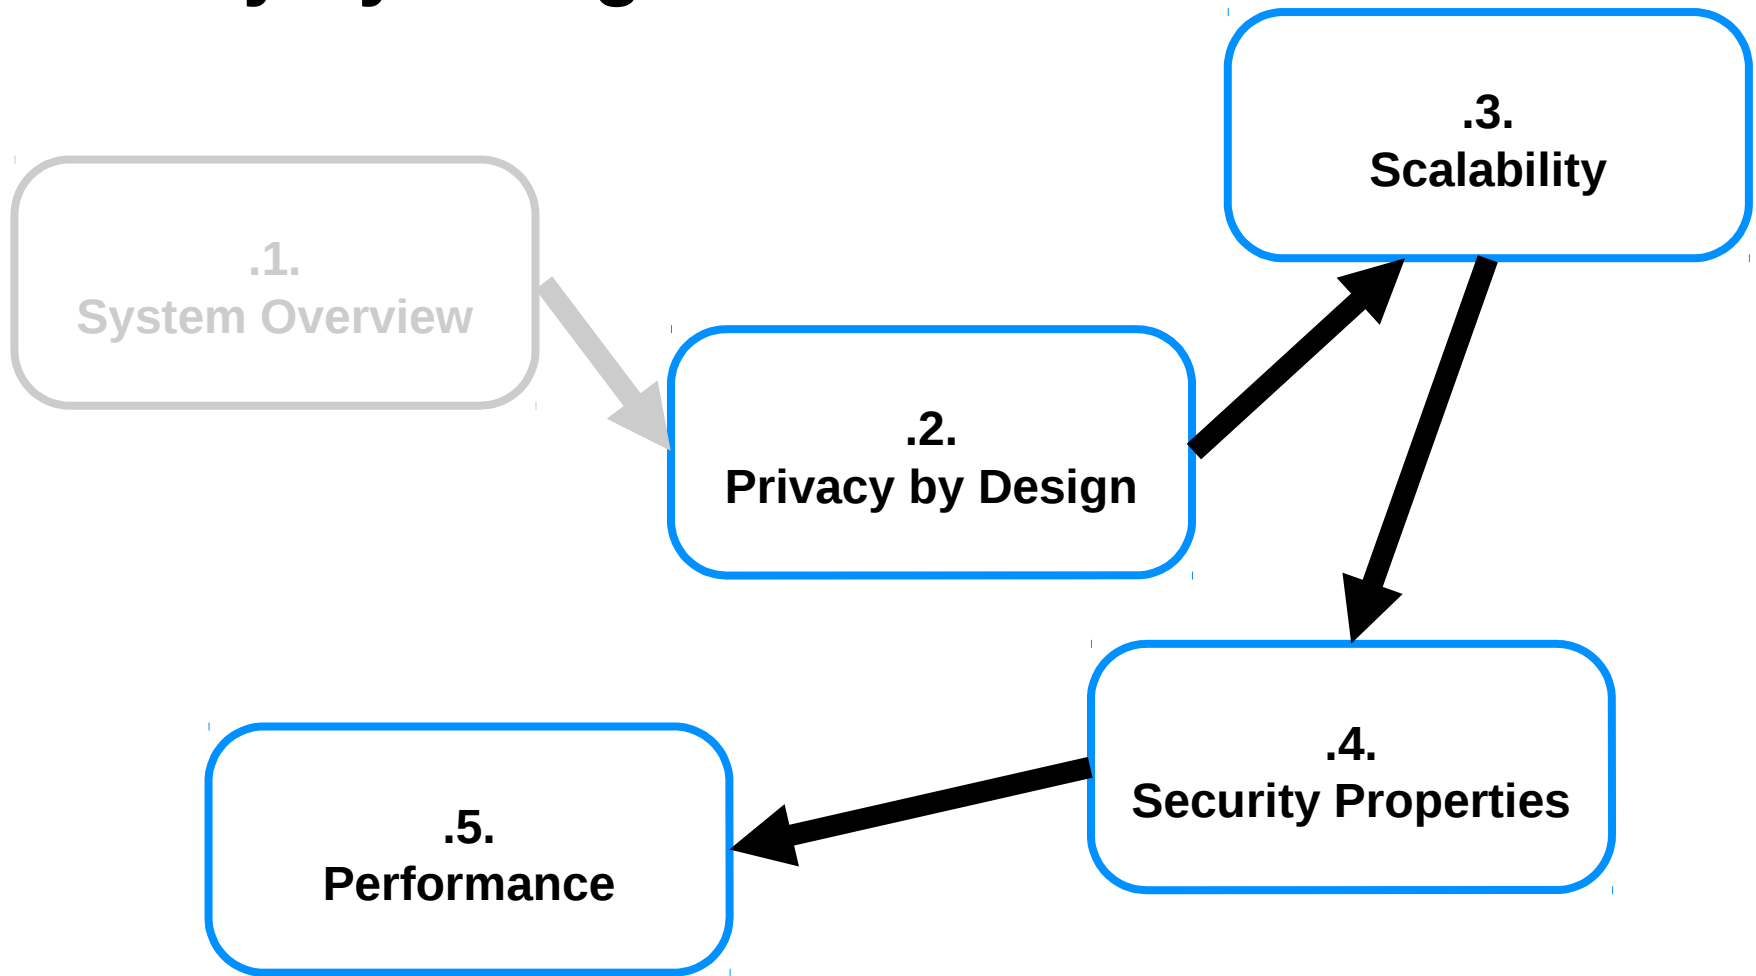 .1.
System Overview
.2.
Privacy by Design
.3.
Scalability
.4.
Security Properties
.5.
Performance